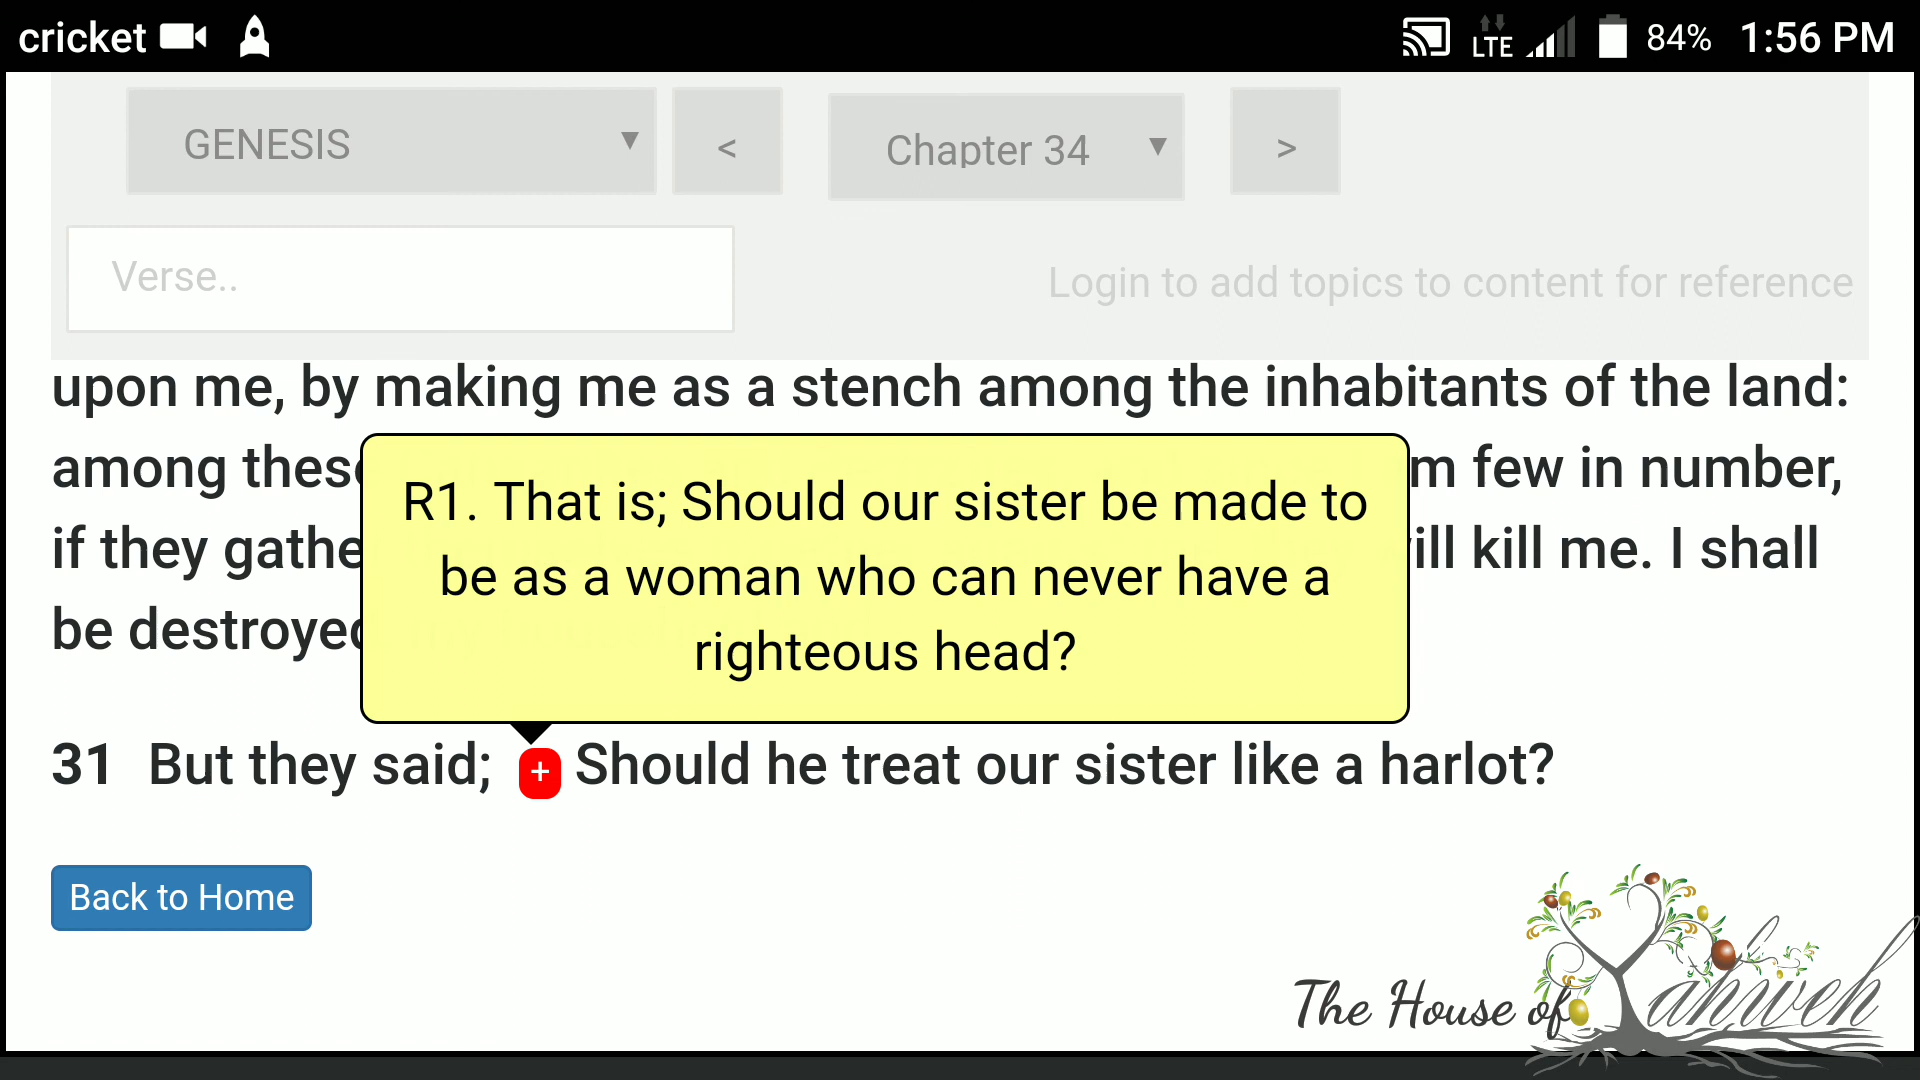 cricket
LTE 84% 1:56 PM
GENESIS ▼ < Chapter 34 ▼ >
Verse..
Login to add topics to content for reference
upon me, by making me as a stench among the inhabitants of the land:
among these m few in number,
if they gathe ill kill me. I shall
be destroyed
R1. That is; Should our sister be made to
be as a woman who can never have a
righteous head?
31 But they said; + Should he treat our sister like a harlot?
Back to Home
The House of Yahweh